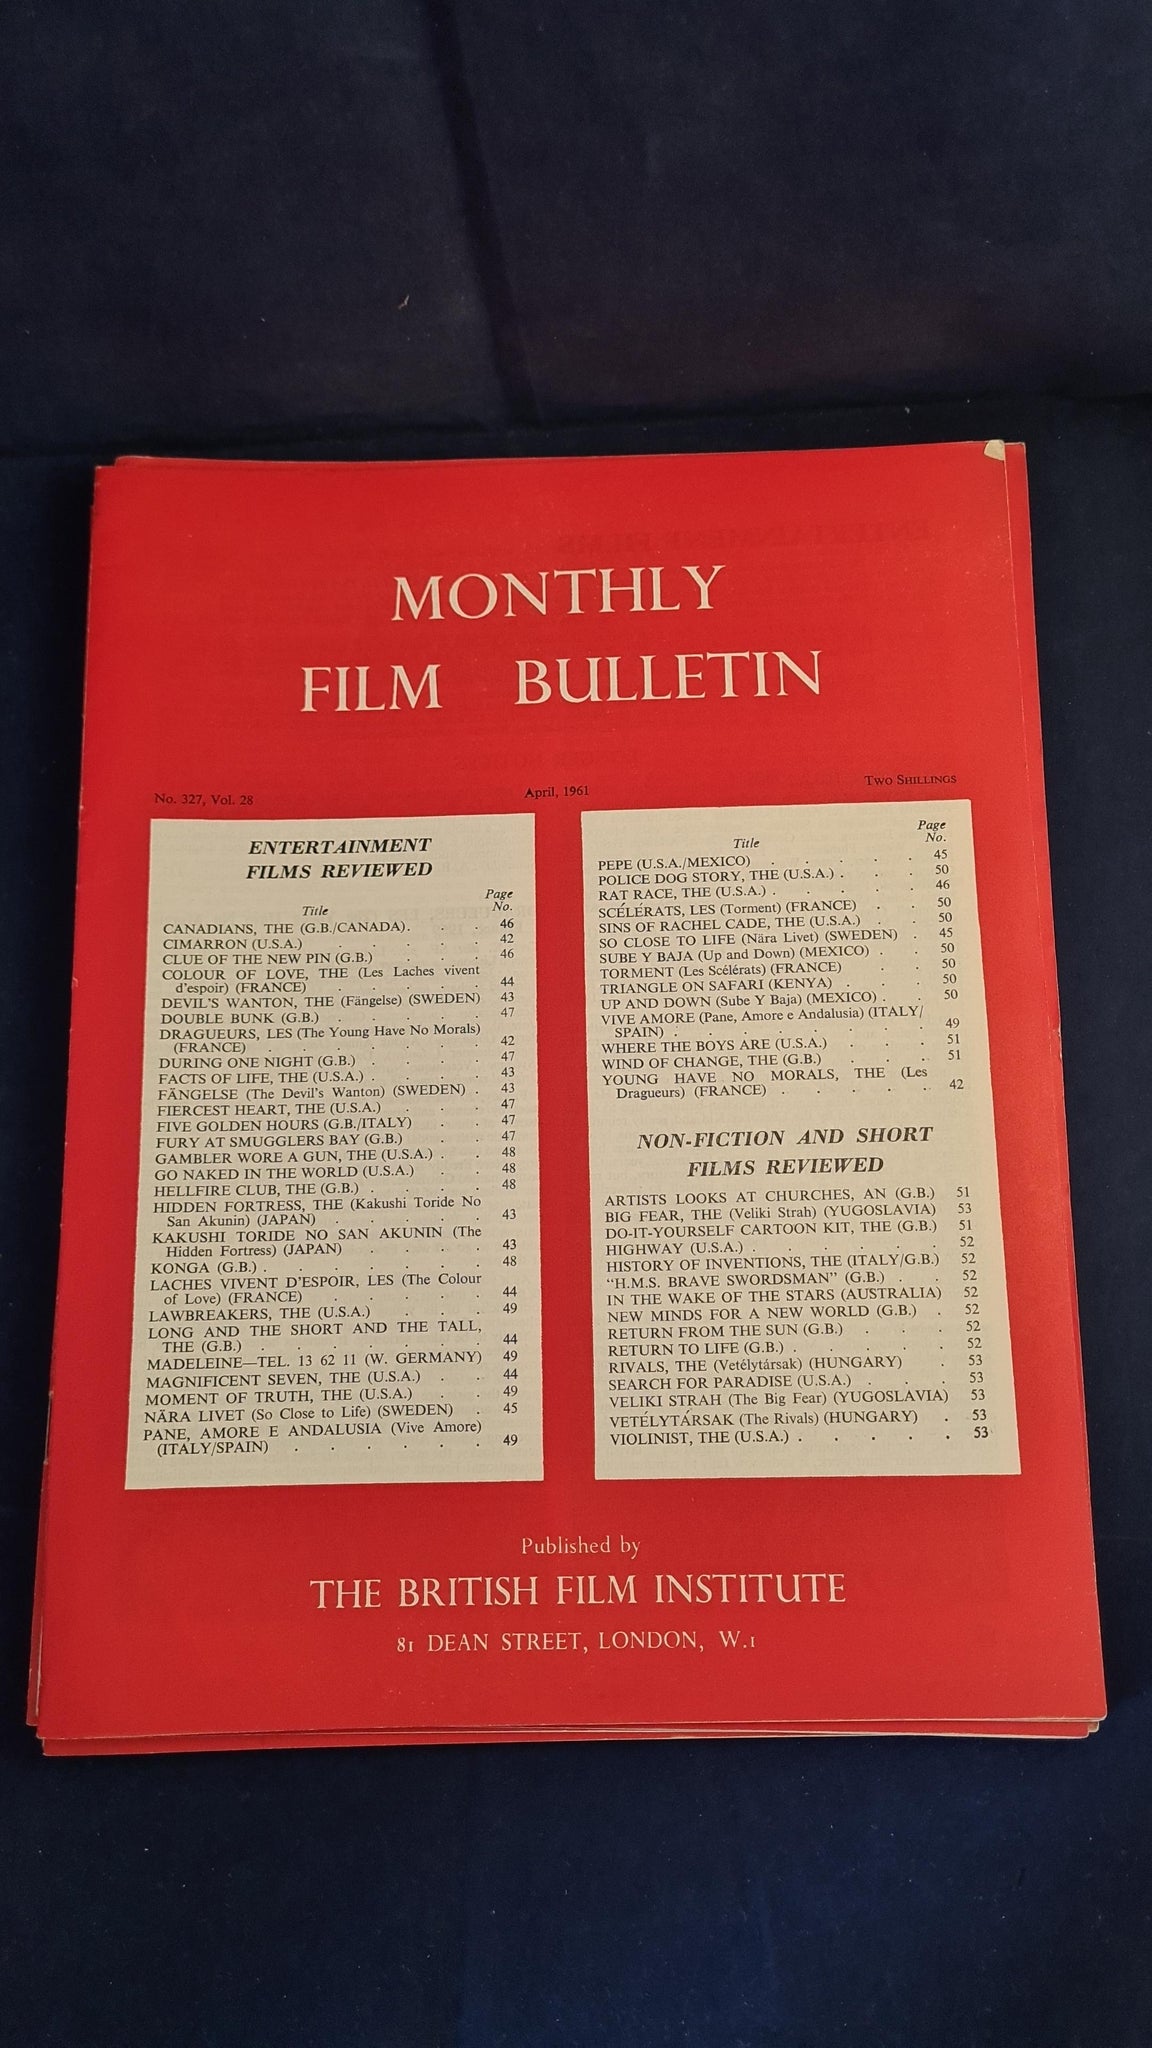 MONTHLY
FILM BULLETIN
No. 327, Vol. 28
April, 1961
TWO SHILLINGS
ENTERTAINMENT
FILMS REVIEWED
Page
Title No.
CANADIANS, THE (G.B./CANADA) . . . 46
CIMARRON (U.S.A.) . . . . . 42
CLUE OF THE NEW PIN (G.B.) . . . 46
COLOUR OF LOVE, THE (Les Laches vivent
d'espoir) (FRANCE) . . . . . 44
DEVIL'S WANTON, THE (Fängelse) (SWEDEN) 43
DOUBLE BUNK (G.B.) . . . . 47
DRAGUEURS, LES (The Young Have No Morals)
(FRANCE) . . . . . . 42
DURING ONE NIGHT (G.B.) . . . . 47
FACTS OF LIFE, THE (U.S.A.) . . . . 43
FÄNGELSE (The Devil's Wanton) (SWEDEN) . 43
FIERCEST HEART, THE (U.S.A.) . . . 47
FIVE GOLDEN HOURS (G.B./ITALY) . . 47
FURY AT SMUGGLERS BAY (G.B.) . . 47
GAMBLER WORE A GUN, THE (U.S.A.) . . 48
GO NAKED IN THE WORLD (U.S.A.) . . 48
HELLFIRE CLUB, THE (G.B.) . . . . 48
HIDDEN FORTRESS, THE (Kakushi Toride No
San Akunin) (JAPAN) . . . . . 43
KAKUSHI TORIDE NO SAN AKUNIN (The
Hidden Fortress) (JAPAN) . . . . 43
KONGA (G.B.) . . . . . . 48
LACHES VIVENT D'ESPOIR, LES (The Colour
of Love) (FRANCE) . . . . . 44
LAWBREAKERS, THE (U.S.A.) . . . 49
LONG AND THE SHORT AND THE TALL,
THE (G.B.) . . . . . . 44
MADELEINE—TEL. 13 62 11 (W. GERMANY) 49
MAGNIFICENT SEVEN, THE (U.S.A.) . . 44
MOMENT OF TRUTH, THE (U.S.A.) . . 49
NÄRA LIVET (So Close to Life) (SWEDEN) . 45
PANE, AMORE E ANDALUSIA (Vive Amore)
(ITALY/SPAIN) . . . . . . 49
Page
Title No.
PEPE (U.S.A./MEXICO) . . . . . 45
POLICE DOG STORY, THE (U.S.A.) . . . 50
RAT RACE, THE (U.S.A.) . . . . . 46
SCÉLÉRATS, LES (Torment) (FRANCE) . . 50
SINS OF RACHEL CADE, THE (U.S.A.) . . 50
SO CLOSE TO LIFE (Nära Livet) (SWEDEN) . 45
SUBE Y BAJA (Up and Down) (MEXICO) . . 50
TORMENT (Les Scélérats) (FRANCE) . . 50
TRIANGLE ON SAFARI (KENYA) . . . 50
UP AND DOWN (Sube Y Baja) (MEXICO) . . 50
VIVE AMORE (Pane, Amore e Andalusia) (ITALY/
SPAIN) . . . . . . . 49
WHERE THE BOYS ARE (U.S.A.) . . . 51
WIND OF CHANGE, THE (G.B.) . . . 51
YOUNG HAVE NO MORALS, THE (Les
Dragueurs) (FRANCE) . . . . . 42
NON-FICTION AND SHORT
FILMS REVIEWED
ARTISTS LOOKS AT CHURCHES, AN (G.B.) 51
BIG FEAR, THE (Veliki Strah) (YUGOSLAVIA) 53
DO-IT-YOURSELF CARTOON KIT, THE (G.B.) 51
HIGHWAY (U.S.A.) . . . . . . 52
HISTORY OF INVENTIONS, THE (ITALY/G.B.) 52
"H.M.S. BRAVE SWORDSMAN" (G.B.) . . 52
IN THE WAKE OF THE STARS (AUSTRALIA) 52
NEW MINDS FOR A NEW WORLD (G.B.) . 52
RETURN FROM THE SUN (G.B.) . . . 52
RETURN TO LIFE (G.B.) . . . . 52
RIVALS, THE (Vetélytársak) (HUNGARY) . 53
SEARCH FOR PARADISE (U.S.A.) . . . 53
VELIKI STRAH (The Big Fear) (YUGOSLAVIA) 53
VETÉLYTÁRSAK (The Rivals) (HUNGARY) . 53
VIOLINIST, THE (U.S.A.) . . . . . 53
Published by
THE BRITISH FILM INSTITUTE
81 DEAN STREET, LONDON, W.1